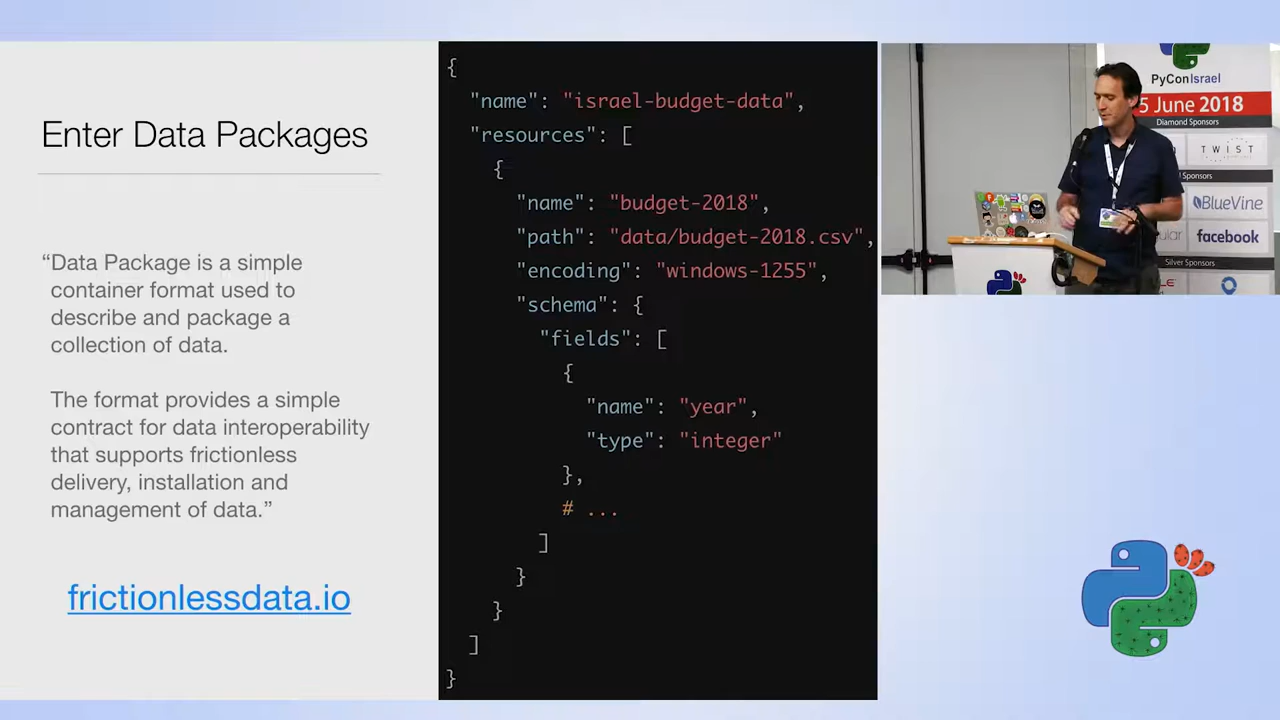 Enter Data Packages
“Data Package is a simple
container format used to
describe and package a
collection of data.
The format provides a simple
contract for data interoperability
that supports frictionless
delivery, installation and
management of data.”
frictionlessdata.io
{
"name": "israel-budget-data",
"resources": [
{
"name": "budget-2018",
"path": "data/budget-2018.csv",
"encoding": "windows-1255",
"schema": {
"fields": [
{
"name": "year",
"type": "integer"
},
# ...
]
}
}
]
}
PyConIsrael
5 June 2018
Diamond Sponsors
TWIST
Sponsors
BlueVine
facebook
Silver Sponsors